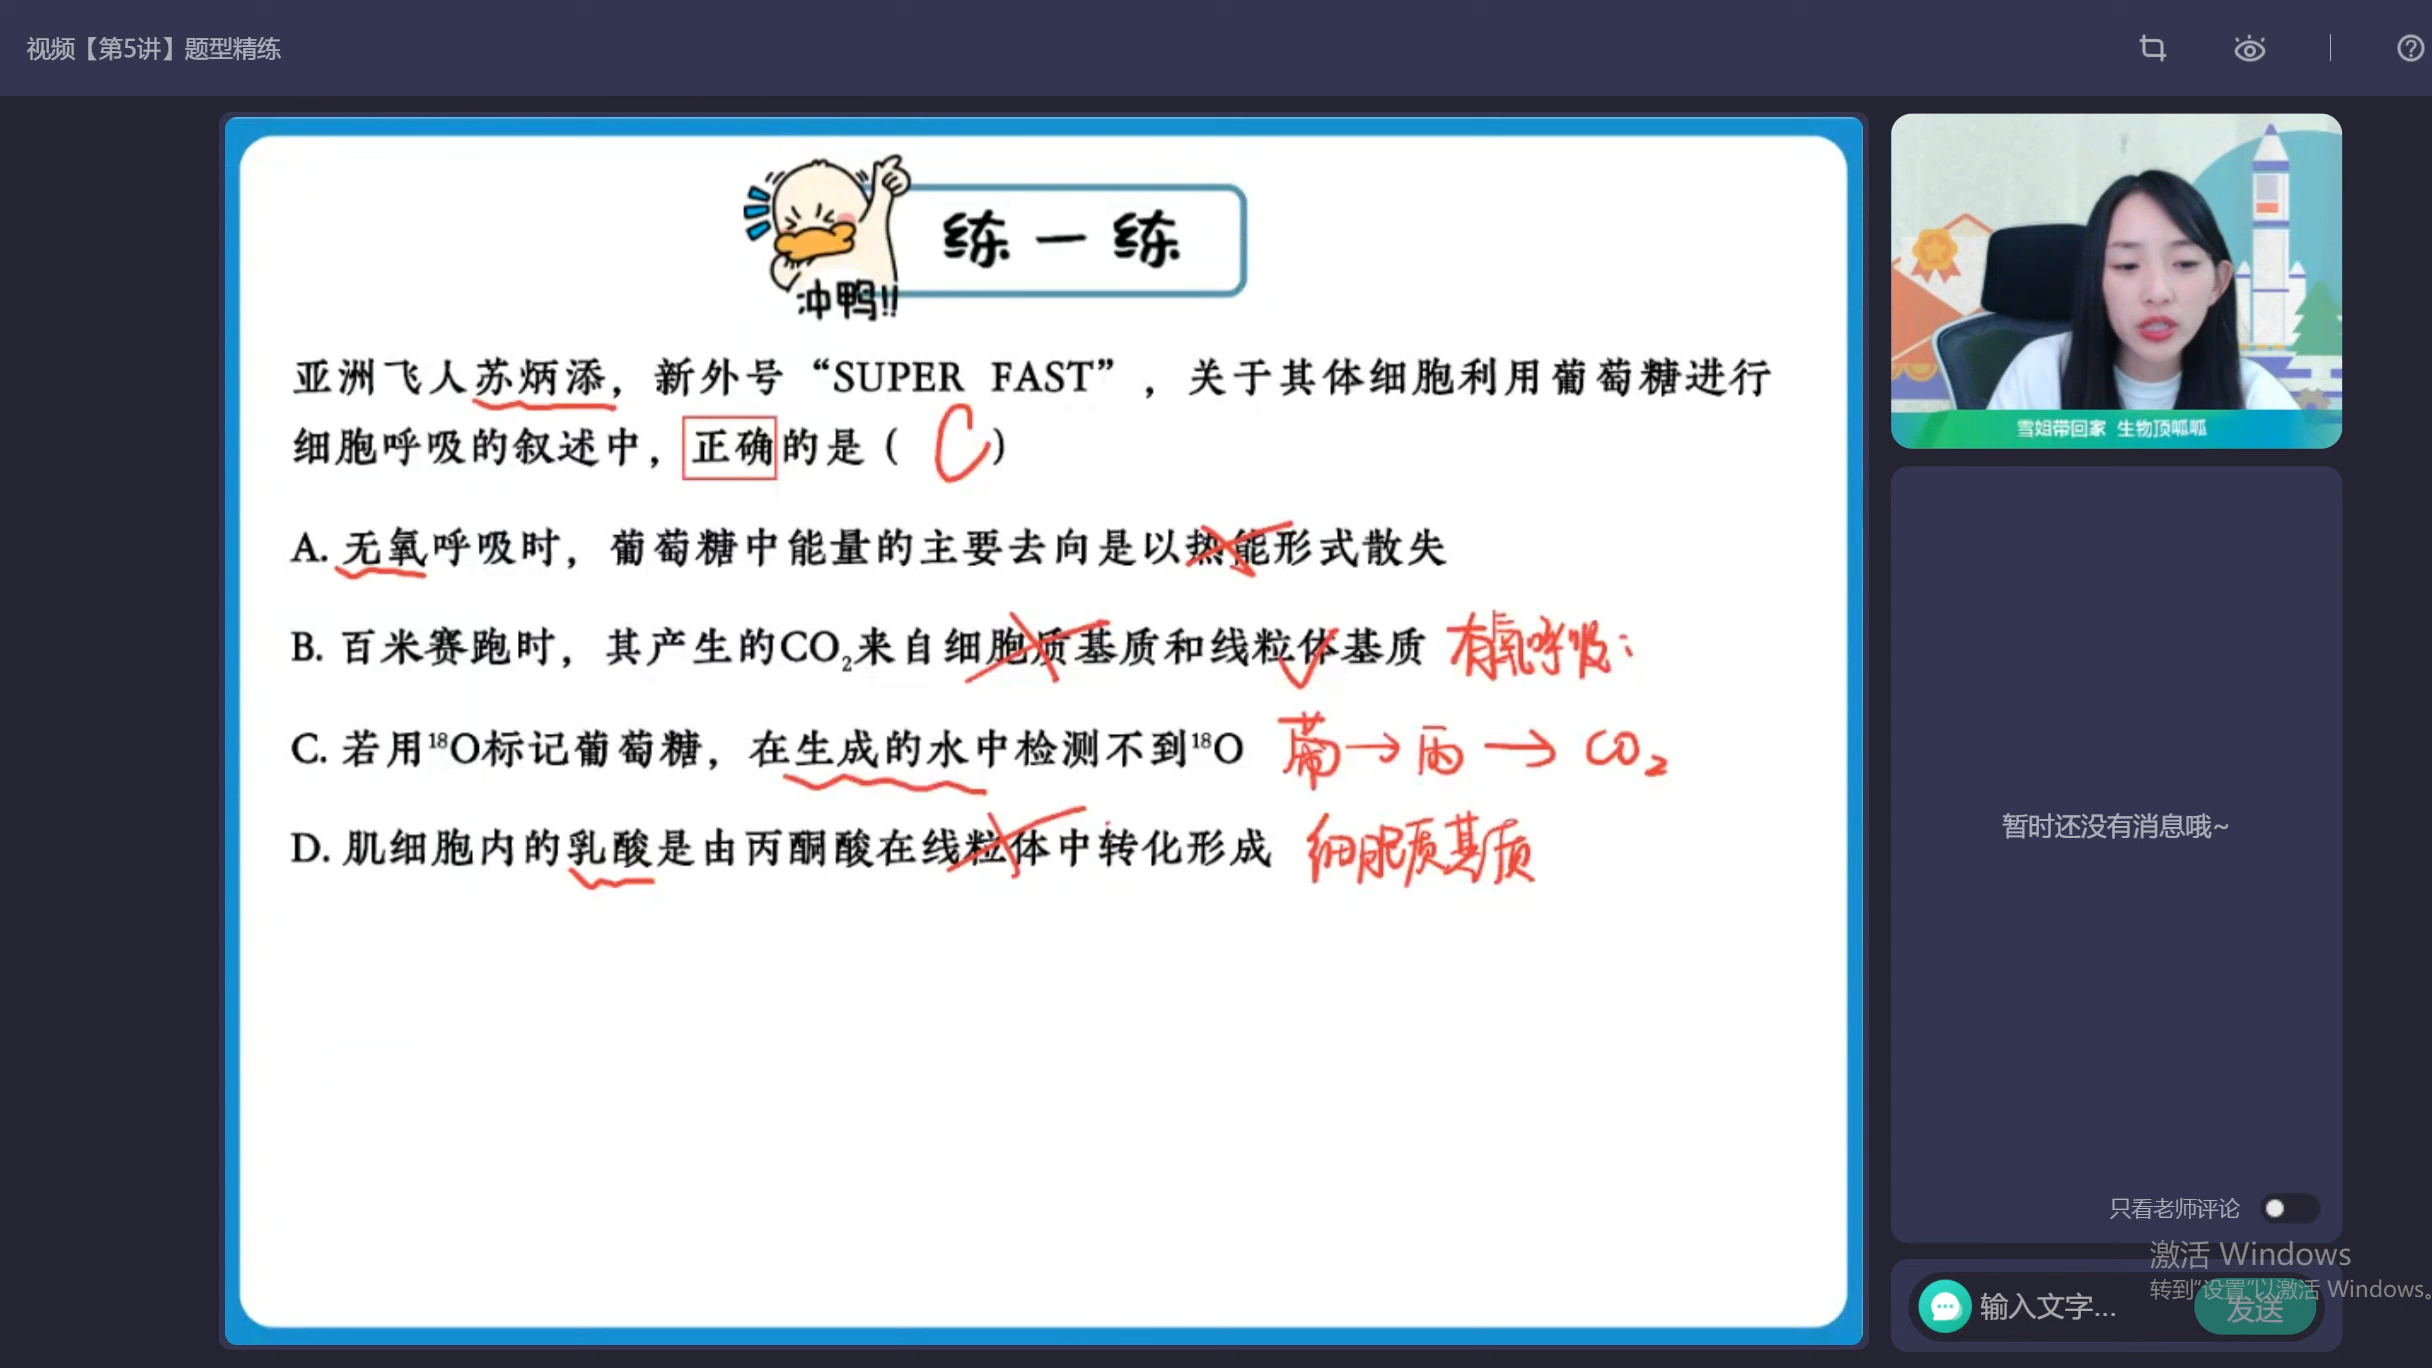 视频【第5讲】题型精练
练一练
冲鸭!!
亚洲飞人苏炳添，新外号“SUPER FAST”，关于其体细胞利用葡萄糖进行
细胞呼吸的叙述中，正确的是（ C ）
A. 无氧呼吸时，葡萄糖中能量的主要去向是以热能形式散失
B. 百米赛跑时，其产生的CO₂来自细胞质基质和线粒体基质 有氧呼吸：
C. 若用¹⁸O标记葡萄糖，在生成的水中检测不到¹⁸O 葡→丙→CO₂
D. 肌细胞内的乳酸是由丙酮酸在线粒体中转化形成 细胞质基质
雪姐带回家 生物顶呱呱
暂时还没有消息哦~
只看老师评论
激活 Windows
转到“设置”以激活 Windows。
输入文字...
发送